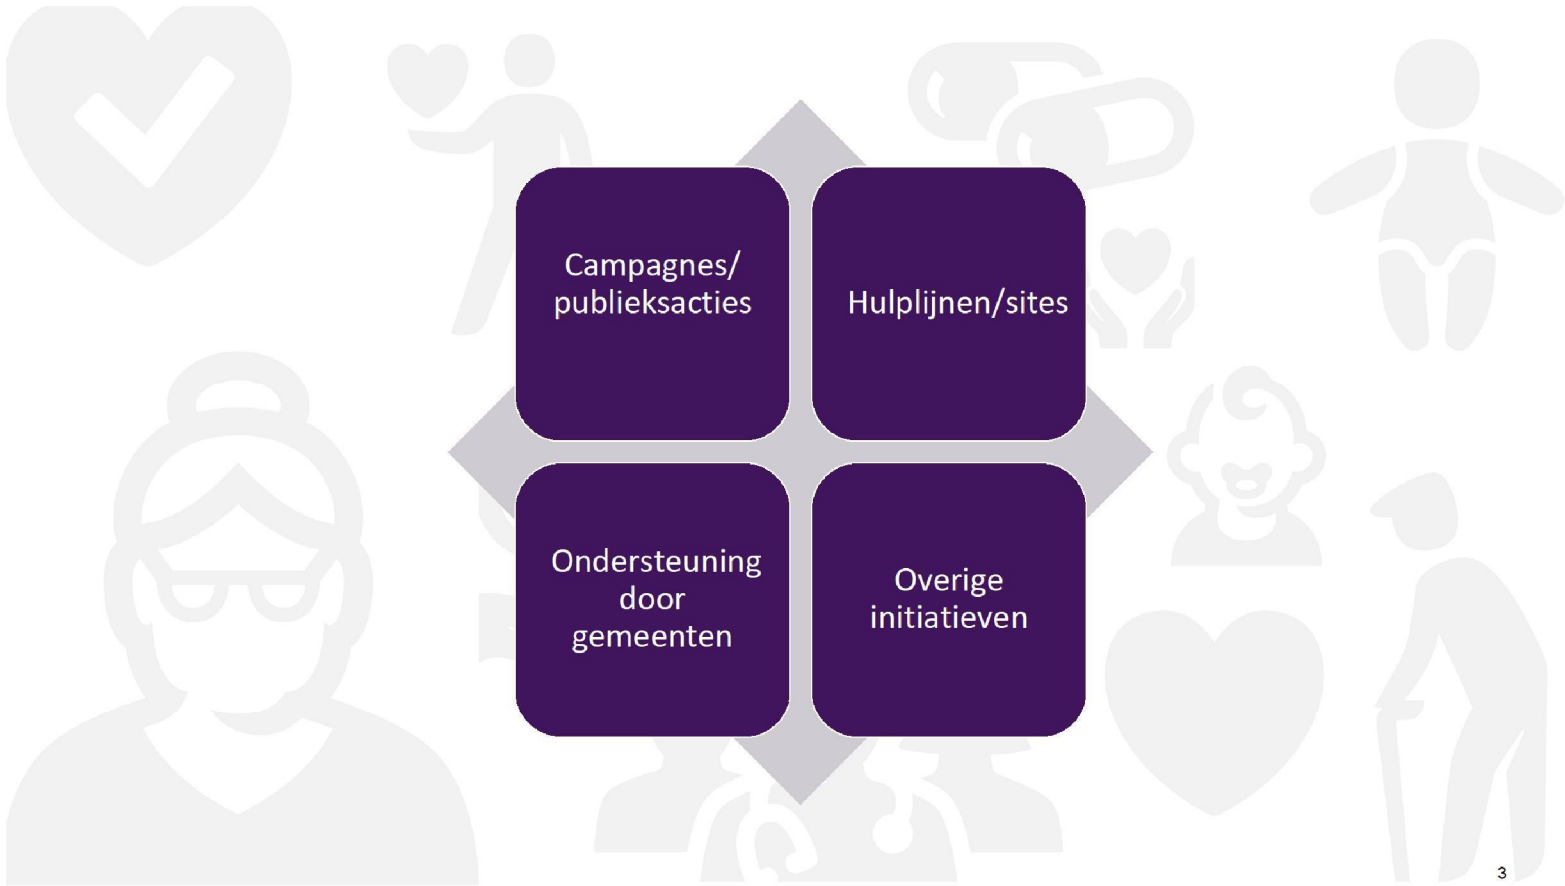 Campagnes/
publieksacties
Hulplijnen/sites
Ondersteuning
door
gemeenten
Overige
initiatieven
3